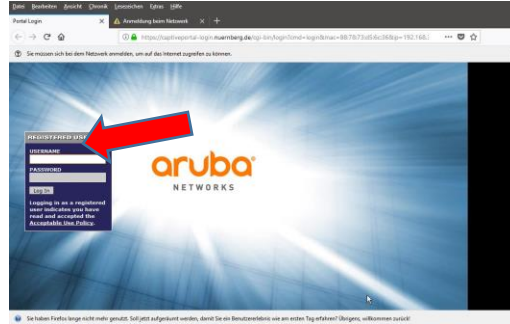 Datei Bearbeiten Ansicht Chronik Lesezeichen Extras Hilfe
Portal Login
Anmeldung beim Netzwerk
Sie müssen sich bei dem Netzwerk anmelden, um auf das Internet zugreifen zu können.
REGISTERED
USERNAME
PASSWORD
Log In
Logging in as a registered
user indicates you have
read and accepted the
Acceptable Use Policy.
aruba
NETWORKS
Sie haben Firefox lange nicht mehr genutzt. Soll jetzt aufgeräumt werden, damit Sie ein Benutzererlebnis wie am ersten Tag erfahren? Übrigens, willkommen zurück!